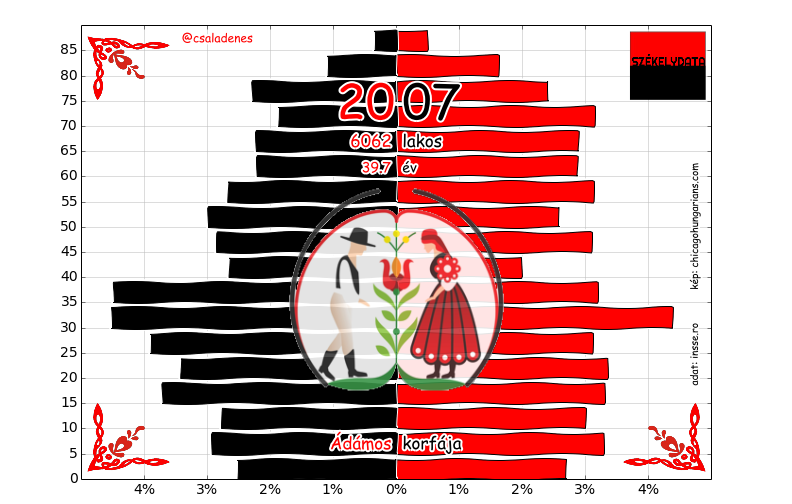 @csaladenes
SZÉKELYDATA
2007
6062 lakos
39.7 év
Ádámos korfája
kép: chicagohungarians.com
adat: insse.ro
85
80
75
70
65
60
55
50
45
40
35
30
25
20
15
10
5
0
4% 3% 2% 1% 0% 1% 2% 3% 4%